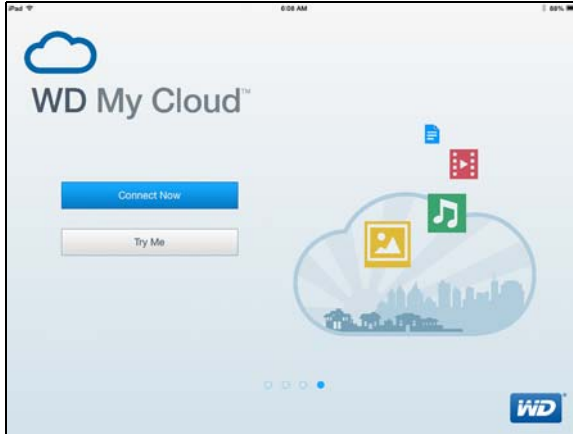 iPad
6:08 AM
88%
WD My Cloud™
Connect Now
Try Me
WD